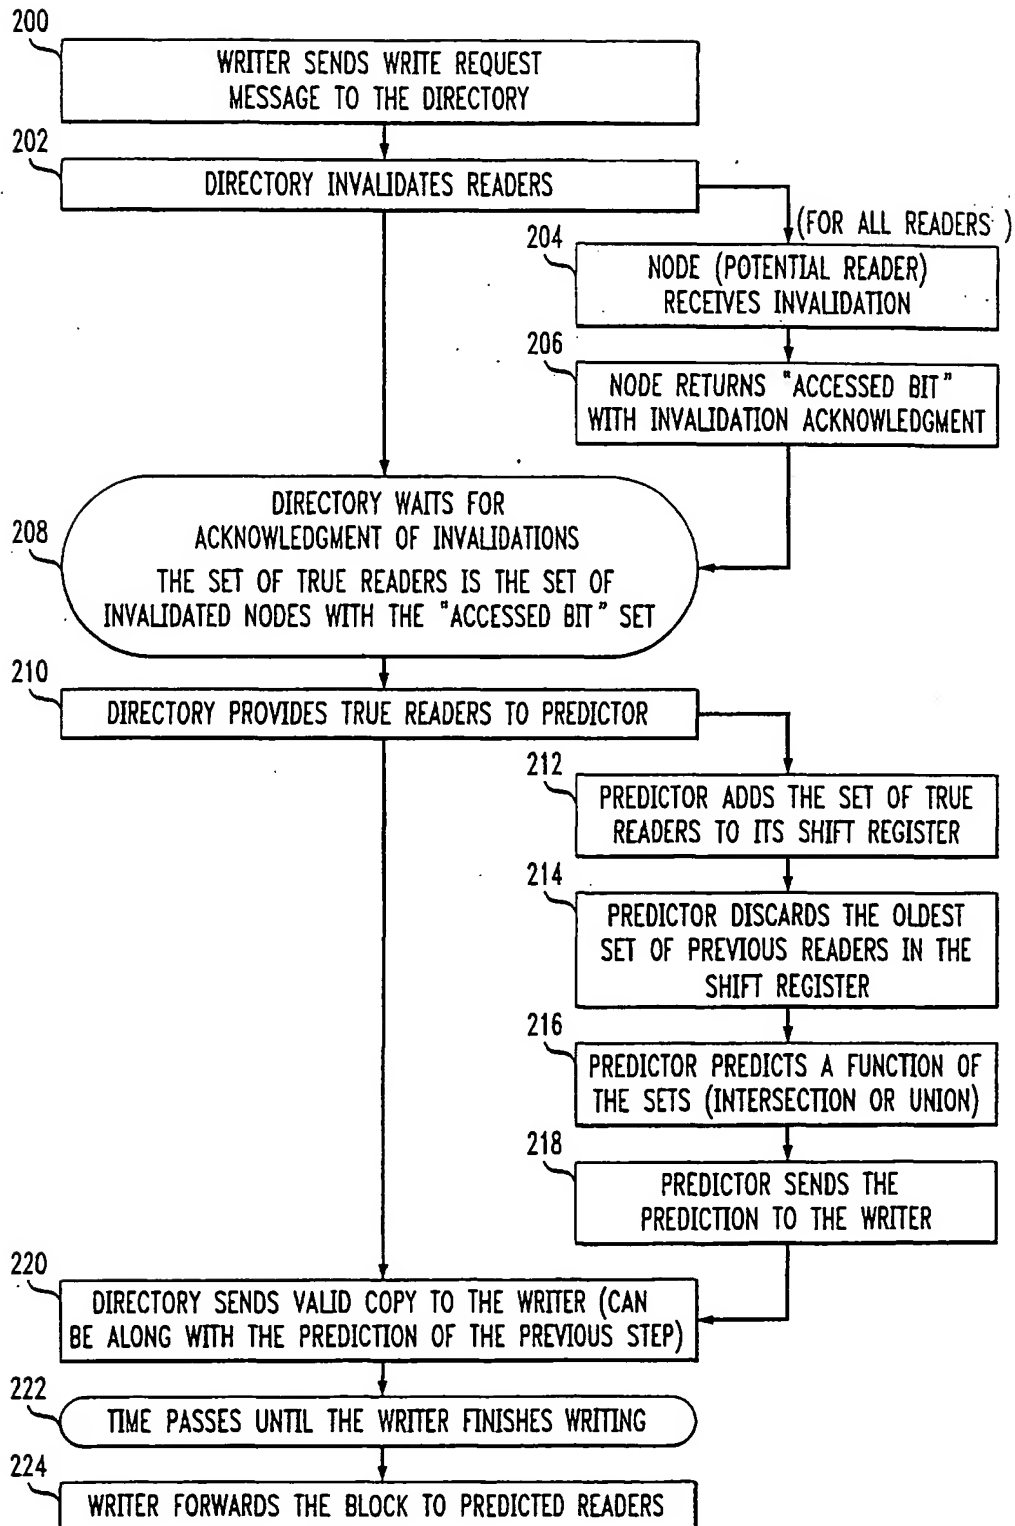 200
WRITER SENDS WRITE REQUEST
MESSAGE TO THE DIRECTORY
202
DIRECTORY INVALIDATES READERS
(FOR ALL READERS )
204
NODE (POTENTIAL READER)
RECEIVES INVALIDATION
206
NODE RETURNS "ACCESSED BIT"
WITH INVALIDATION ACKNOWLEDGMENT
208
DIRECTORY WAITS FOR
ACKNOWLEDGMENT OF INVALIDATIONS
THE SET OF TRUE READERS IS THE SET OF
INVALIDATED NODES WITH THE "ACCESSED BIT" SET
210
DIRECTORY PROVIDES TRUE READERS TO PREDICTOR
212
PREDICTOR ADDS THE SET OF TRUE
READERS TO ITS SHIFT REGISTER
214
PREDICTOR DISCARDS THE OLDEST
SET OF PREVIOUS READERS IN THE
SHIFT REGISTER
216
PREDICTOR PREDICTS A FUNCTION OF
THE SETS (INTERSECTION OR UNION)
218
PREDICTOR SENDS THE
PREDICTION TO THE WRITER
220
DIRECTORY SENDS VALID COPY TO THE WRITER (CAN
BE ALONG WITH THE PREDICTION OF THE PREVIOUS STEP)
222
TIME PASSES UNTIL THE WRITER FINISHES WRITING
224
WRITER FORWARDS THE BLOCK TO PREDICTED READERS